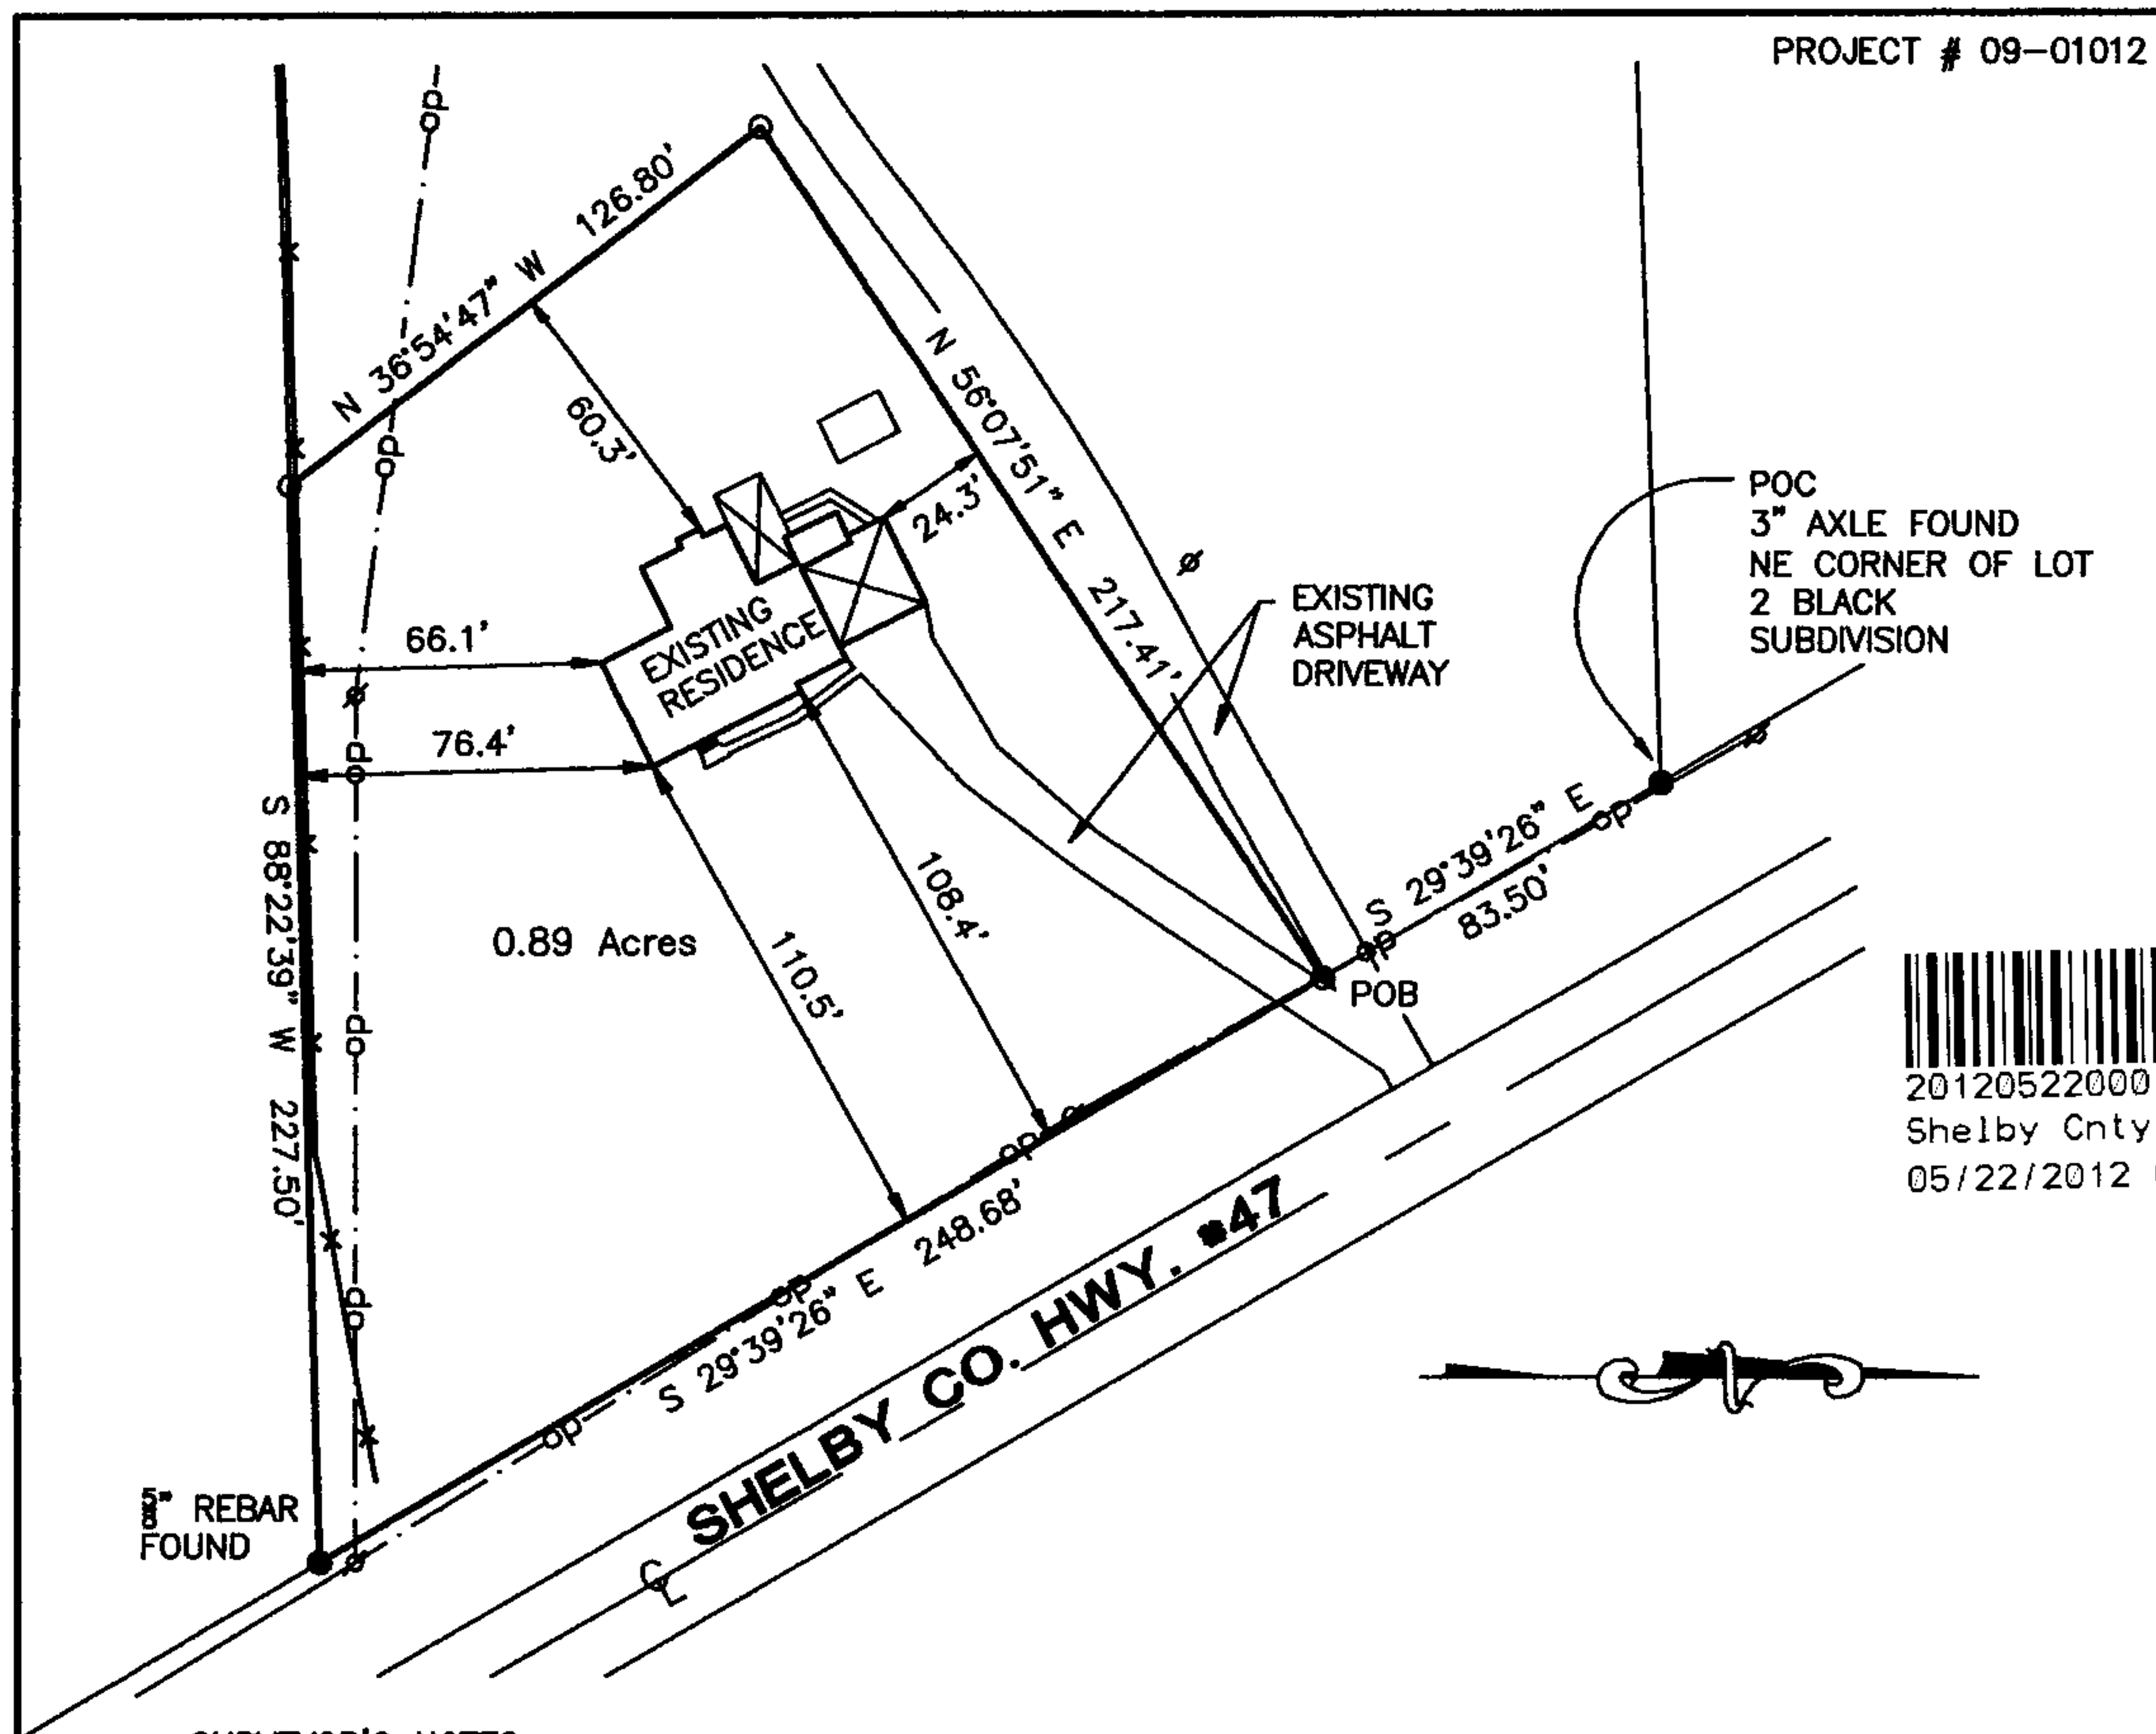 PROJECT # 09-01012
N 36°54'47" W 126.80'
60.3'
N 56°07'51" E 217.41'
24.3'
POC
3" AXLE FOUND
NE CORNER OF LOT
2 BLACK
SUBDIVISION
EXISTING
ASPHALT
DRIVEWAY
66.1'
EXISTING
RESIDENCE
76.4'
S 88°22'39" W 227.50'
0.89 Acres
108.4'
110.5'
S 29°39'26" E
83.50'
POB
20120522000
Shelby Cnty
05/22/2012
S 29°39'26" E 248.68'
SHELBY CO. HWY. #47
CL
5/8" REBAR
FOUND